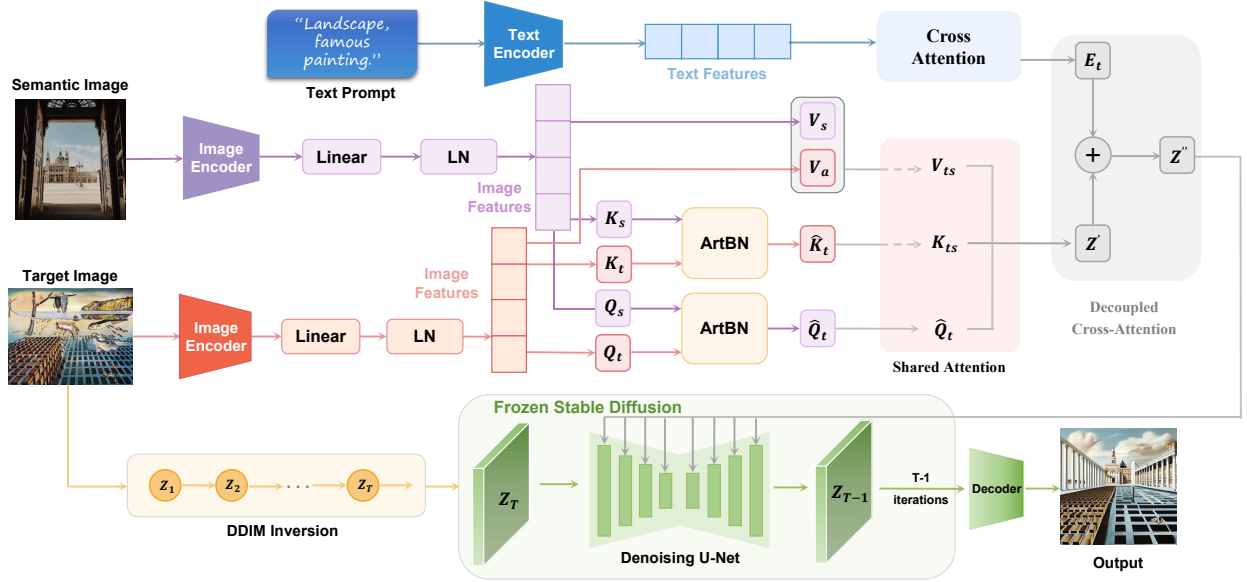 “Landscape,
famous
painting.”
Text Prompt
Text
Encoder
Text Features
Cross
Attention
E_t
Semantic Image
Image
Encoder
Linear
LN
Image
Features
V_s
V_a
V_ts
+
Z''
K_s
K_t
ArtBN
K̂_t
K_ts
Z'
Target Image
Image
Encoder
Linear
LN
Image
Features
Q_s
Q_t
ArtBN
Q̂_t
Q̂_t
Shared Attention
Decoupled
Cross-Attention
Frozen Stable Diffusion
Z_1
Z_2
...
Z_T
DDIM Inversion
Z_T
Denoising U-Net
Z_{T-1}
T-1
iterations
Decoder
Output